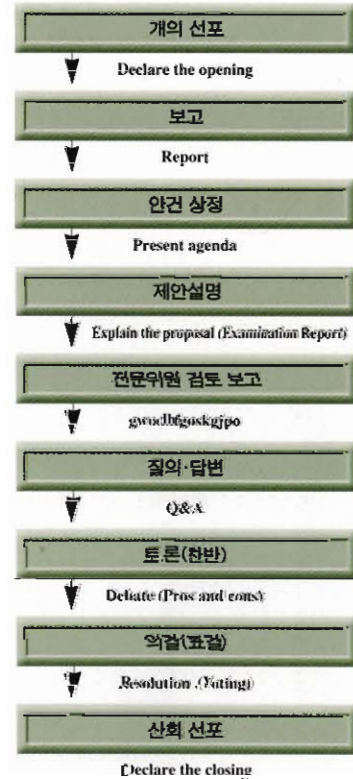 개의 선포
Declare the opening
보고
Report
안건 상정
Present agenda
제안설명
Explain the proposal (Examination Report)
전문위원 검토 보고
질의·답변
Q&A
토론(찬반)
Debate (Pros and cons)
의결(표결)
Resolution (Voting)
산회 선포
Declare the closing